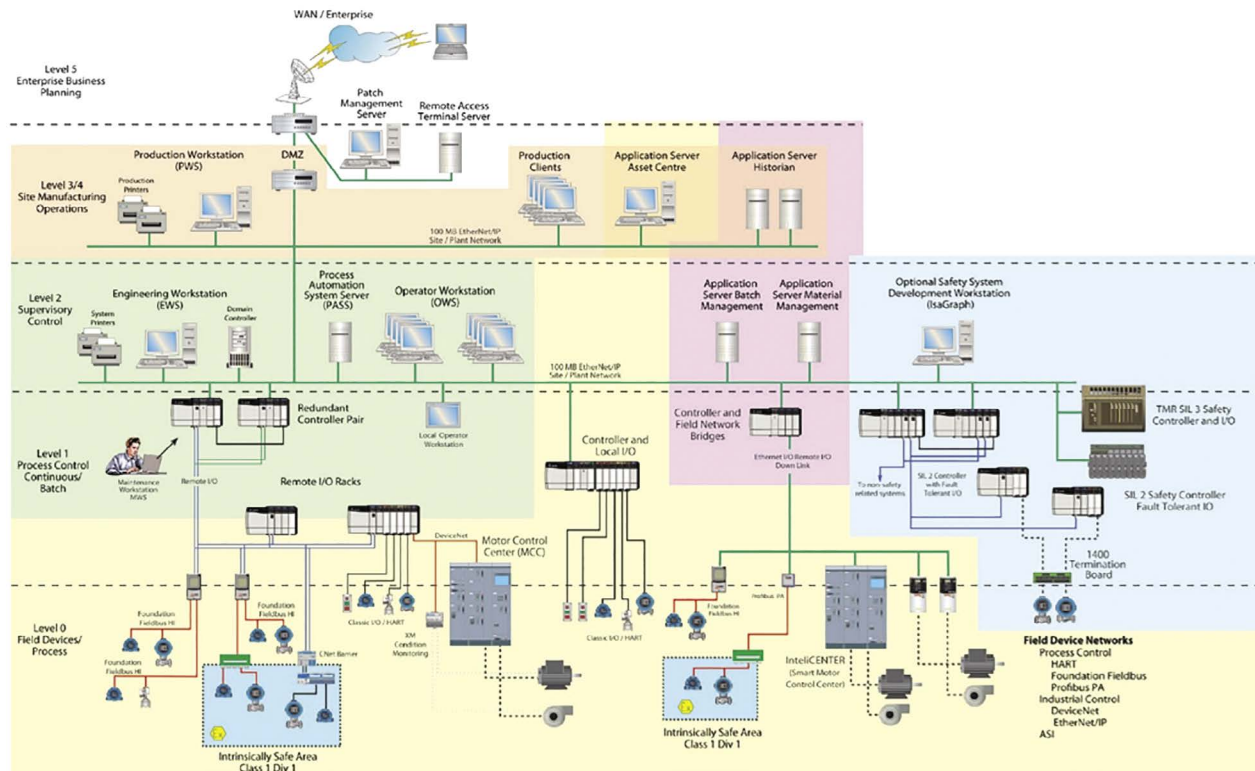 WAN / Enterprise
Level 5
Enterprise Business
Planning
Patch
Management
Server
Remote Access
Terminal Server
Production Workstation
(PWS)
DMZ
Production
Clients
Application Server
Asset Centre
Application Server
Historian
Level 3/4
Site Manufacturing
Operations
Production
Printers
100 MB EtherNet/IP
Site / Plant Network
Level 2
Supervisory
Control
Engineering Workstation
(EWS)
System
Printers
Domain
Controller
Process
Automation
System Server
(PASS)
Operator Workstation
(OWS)
Application
Server Batch
Management
Application
Server Material
Management
Optional Safety System
Development Workstation
(IsaGraph)
100 MB EtherNet/IP
Site / Plant Network
Level 1
Process Control
Continuous/
Batch
Redundant
Controller Pair
Local Operator
Workstation
Controller and
Local I/O
Controller and
Field Network
Bridges
TMR SIL 3 Safety
Controller and I/O
Maintenance
Workstation
MWS
Remote I/O
Remote I/O Racks
Ethernet I/O Remote I/O
Down Link
To non-safety
related systems
SIL 2 Controller
with Fault
Tolerant I/O
SIL 2 Safety Controller
Fault Tolerant IO
DeviceNet
Motor Control
Center (MCC)
1400
Termination
Board
Level 0
Field Devices/
Process
Foundation
Fieldbus HI
Foundation
Fieldbus HI
Foundation
Fieldbus HI
Classic I/O / HART
XM
Condition
Monitoring
CNet Barrier
Classic I/O / HART
Foundation
Fieldbus HI
Profibus PA
InteliCENTER
(Smart Motor
Control Center)
Intrinsically Safe Area
Class 1 Div 1
Intrinsically Safe Area
Class 1 Div 1
Field Device Networks
Process Control
HART
Foundation Fieldbus
Profibus PA
Industrial Control
DeviceNet
EtherNet/IP
ASI